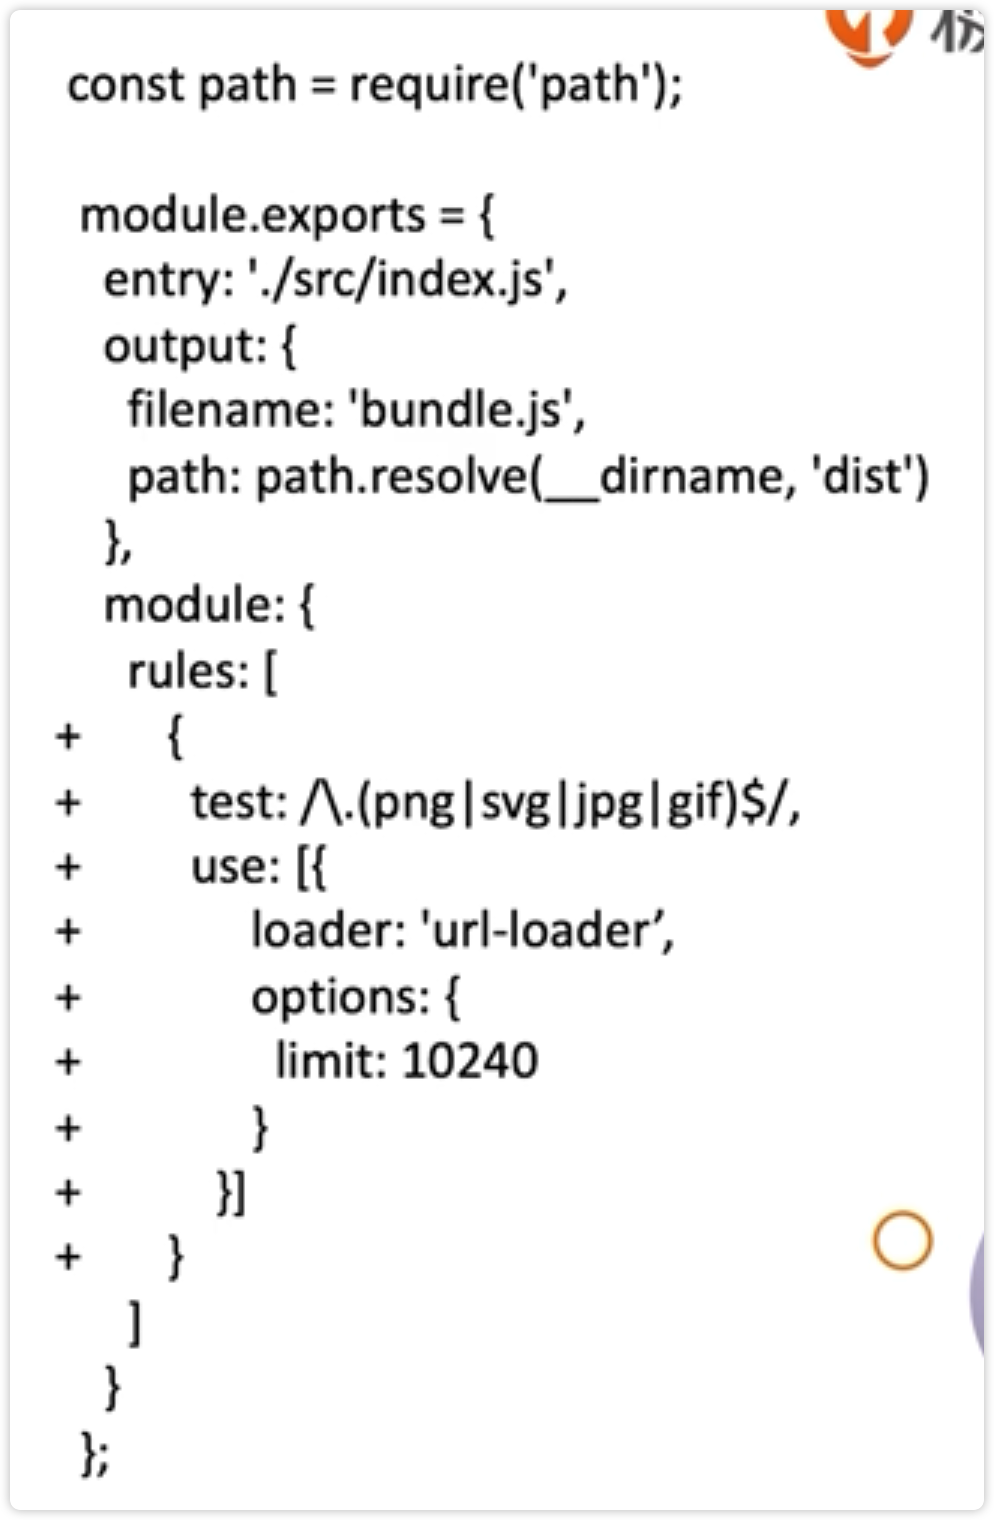 const path = require('path');
module.exports = {
entry: './src/index.js',
output: {
filename: 'bundle.js',
path: path.resolve(__dirname, 'dist')
},
module: {
rules: [
+ {
+ test: /\.(png|svg|jpg|gif)$/,
+ use: [{
+ loader: 'url-loader’,
+ options: {
+ limit: 10240
+ }
+ }]
+ }
]
}
};